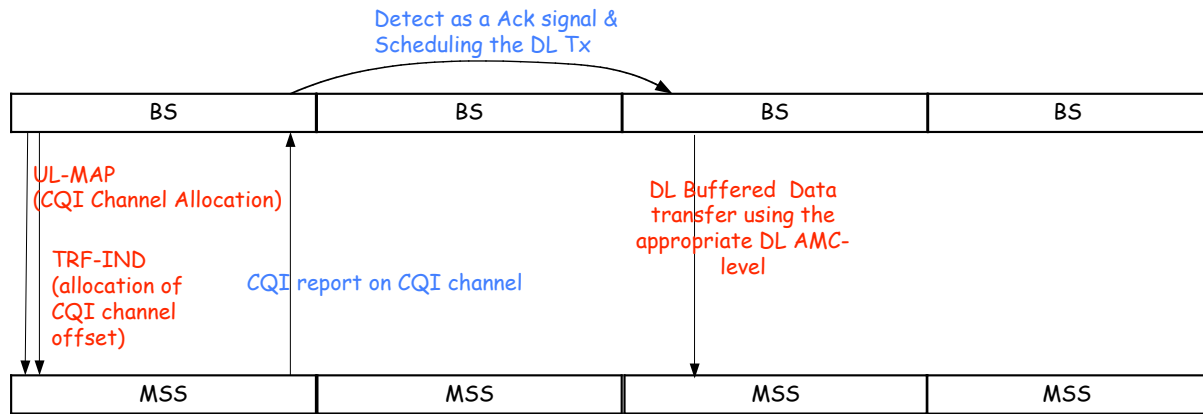 Detect as a Ack signal &
Scheduling the DL Tx
BS
BS
BS
BS
UL-MAP
(CQI Channel Allocation)
TRF-IND
(allocation of
CQI channel
offset)
CQI report on CQI channel
DL Buffered Data
transfer using the
appropriate DL AMC-
level
MSS
MSS
MSS
MSS